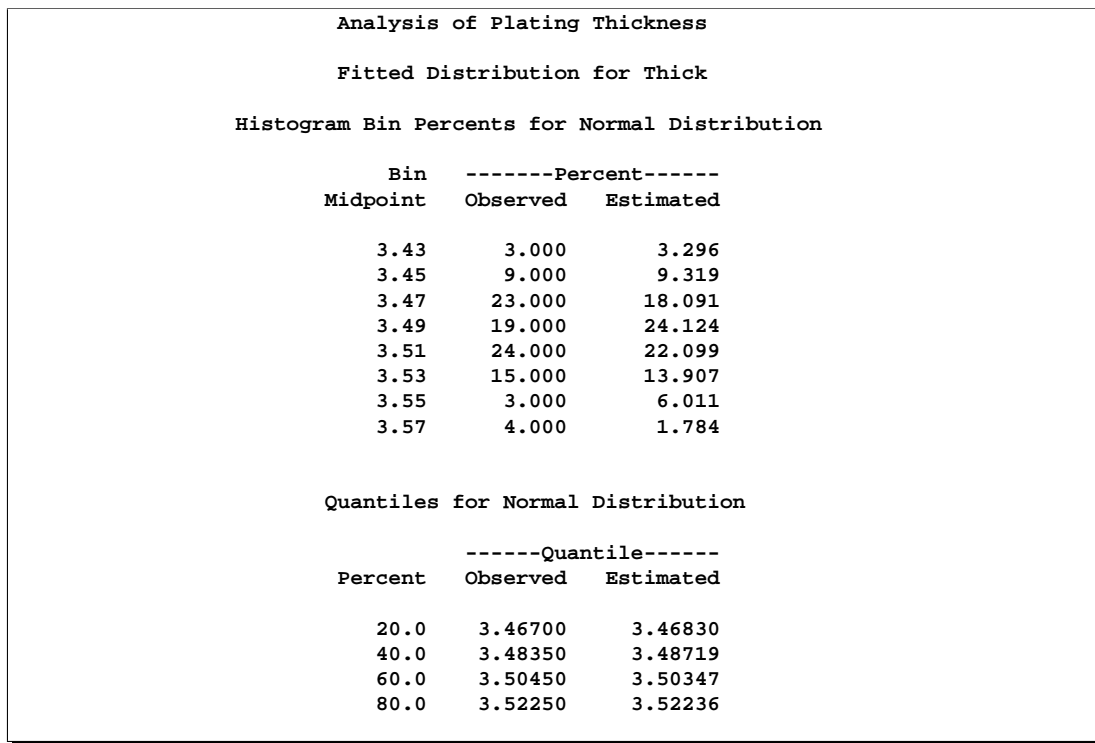 Analysis of Plating Thickness
Fitted Distribution for Thick
Histogram Bin Percents for Normal Distribution
Bin -------Percent------
Midpoint Observed Estimated
3.43 3.000 3.296
3.45 9.000 9.319
3.47 23.000 18.091
3.49 19.000 24.124
3.51 24.000 22.099
3.53 15.000 13.907
3.55 3.000 6.011
3.57 4.000 1.784
Quantiles for Normal Distribution
------Quantile------
Percent Observed Estimated
20.0 3.46700 3.46830
40.0 3.48350 3.48719
60.0 3.50450 3.50347
80.0 3.52250 3.52236